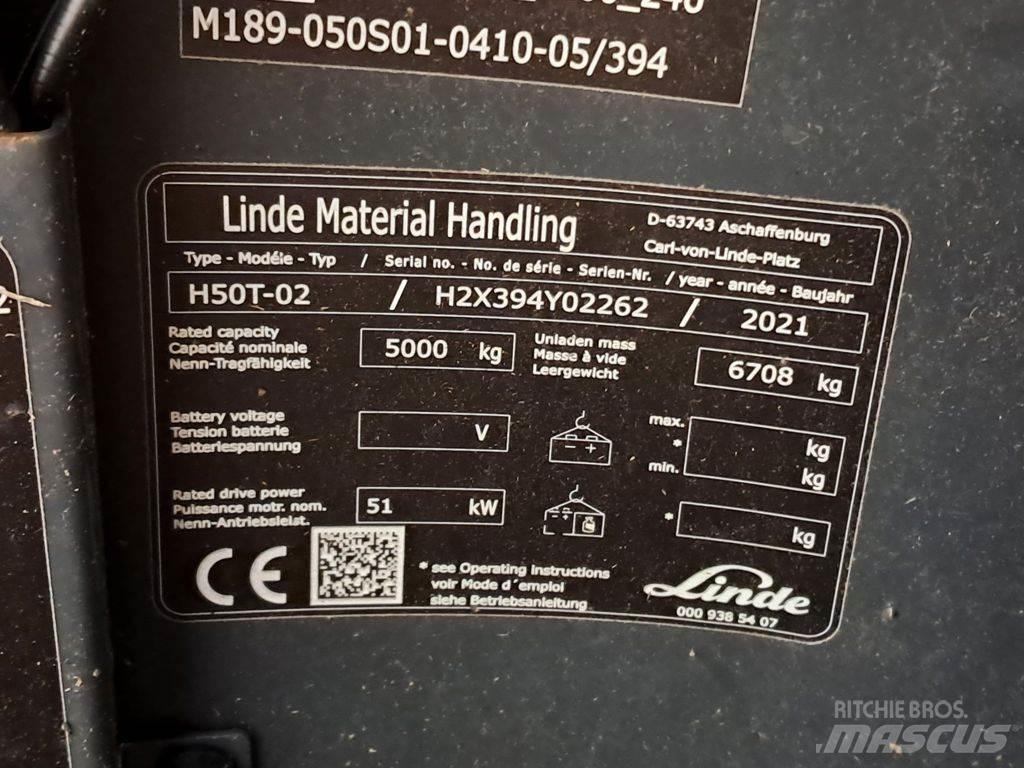 M189-050S01-0410-05/394
Linde Material Handling
D-63743 Aschaffenburg
Carl-von-Linde-Platz
Type - Modéle - Typ / Serial no. - No. de série - Serien-Nr. / year - année - Baujahr
H50T-02 / H2X394Y02262 / 2021
Rated capacity
Capacité nominale
Nenn-Tragfähigkeit
5000 kg
Unladen mass
Masse à vide
Leergewicht
6708 kg
Battery voltage
Tension batterie
Batteriespannung
V
- +
max.
*
min.
kg
kg
Rated drive power
Puissance motr. nom.
Nenn-Antriebsleist.
51 kW
- +
*
kg
CE
* see Operating instructions
voir Mode d´emploi
siehe Betriebsanleitung
Linde
000 938 54 07
RITCHIE BROS.
MASCUS